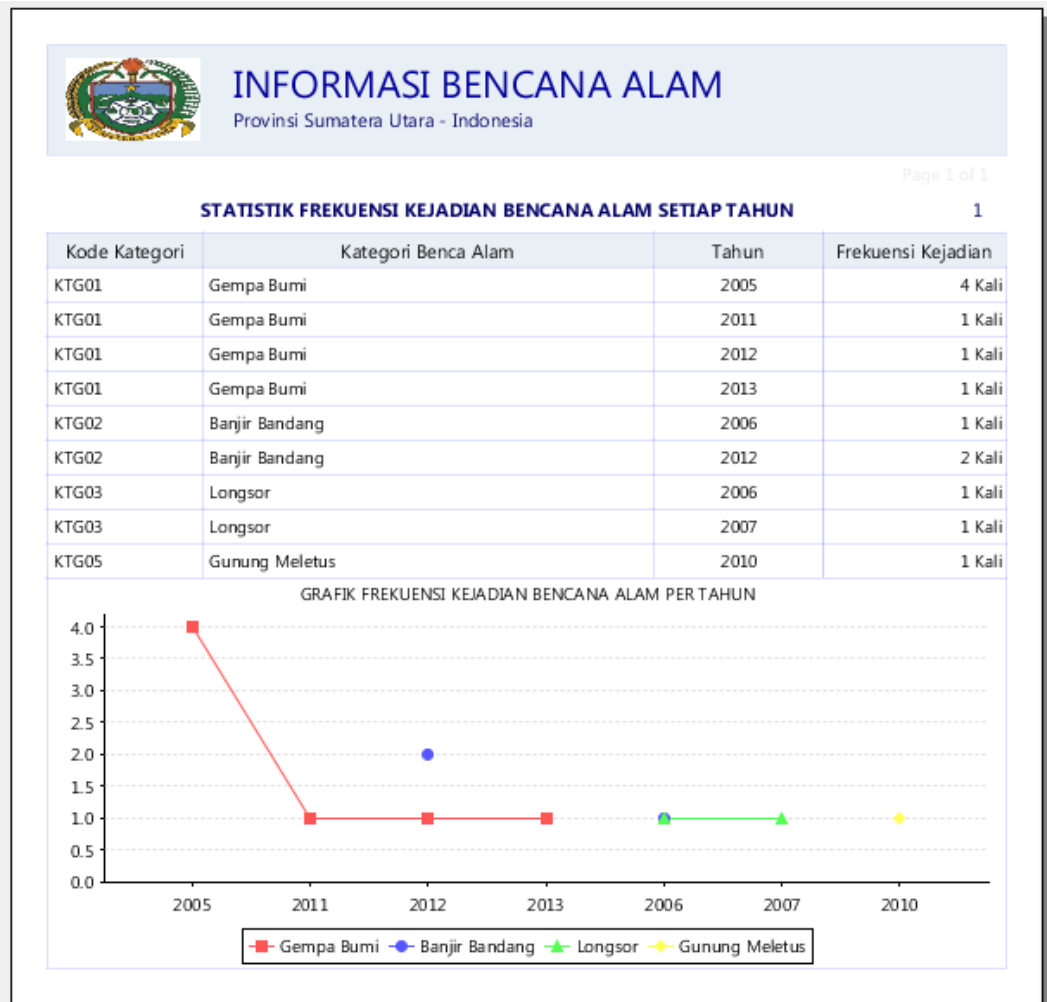 INFORMASI BENCANA ALAM
Provinsi Sumatera Utara - Indonesia
Page 1 of 1
STATISTIK FREKUENSI KEJADIAN BENCANA ALAM SETIAP TAHUN 1
Kode Kategori Kategori Benca Alam Tahun Frekuensi Kejadian
KTG01 Gempa Bumi 2005 4 Kali
KTG01 Gempa Bumi 2011 1 Kali
KTG01 Gempa Bumi 2012 1 Kali
KTG01 Gempa Bumi 2013 1 Kali
KTG02 Banjir Bandang 2006 1 Kali
KTG02 Banjir Bandang 2012 2 Kali
KTG03 Longsor 2006 1 Kali
KTG03 Longsor 2007 1 Kali
KTG05 Gunung Meletus 2010 1 Kali
GRAFIK FREKUENSI KEJADIAN BENCANA ALAM PER TAHUN
4.0
3.5
3.0
2.5
2.0
1.5
1.0
0.5
0.0
2005 2011 2012 2013 2006 2007 2010
Gempa Bumi Banjir Bandang Longsor Gunung Meletus